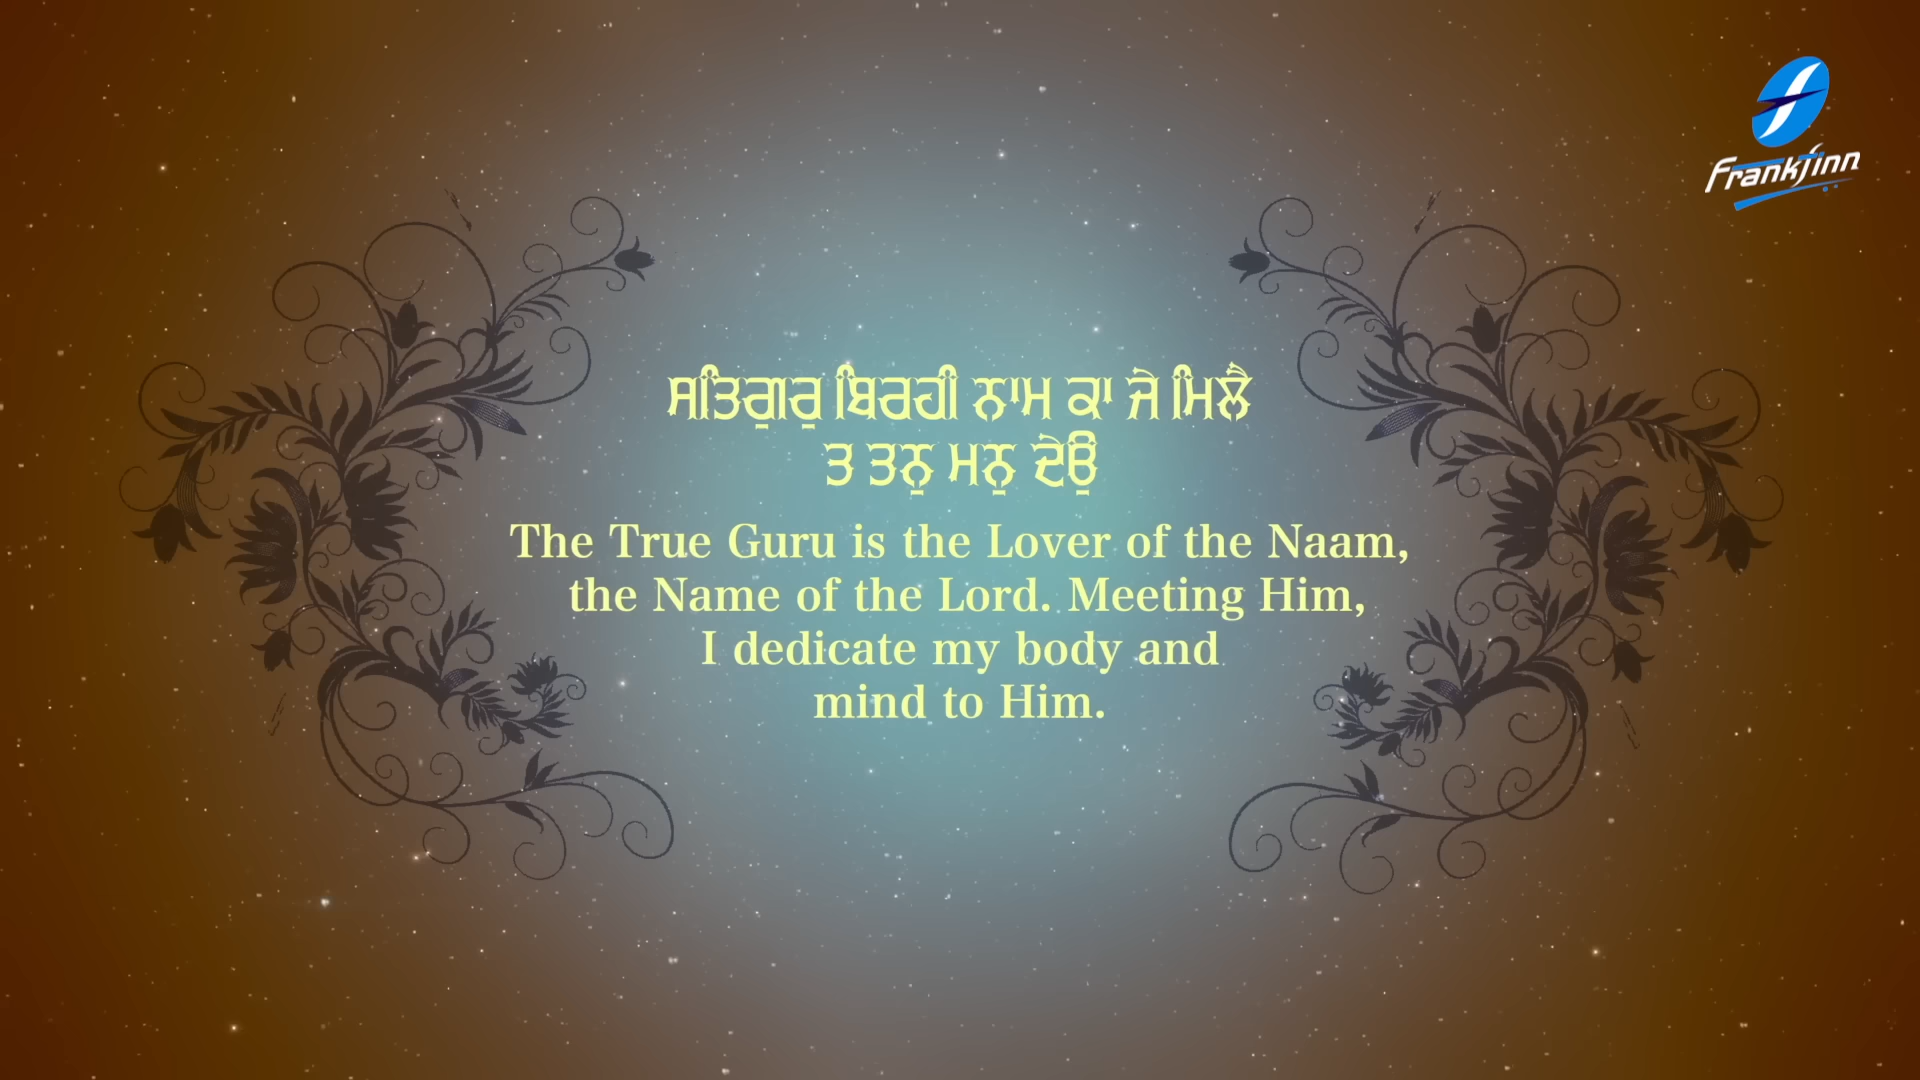 Frankfinn
ਸਤਿਗੁਰੁ ਬਿਰਹੀ ਨਾਮ ਕਾ ਜੇ ਮਿਲੈ
ਤ ਤਨੁ ਮਨੁ ਦੇਉ
The True Guru is the Lover of the Naam,
the Name of the Lord. Meeting Him,
I dedicate my body and
mind to Him.